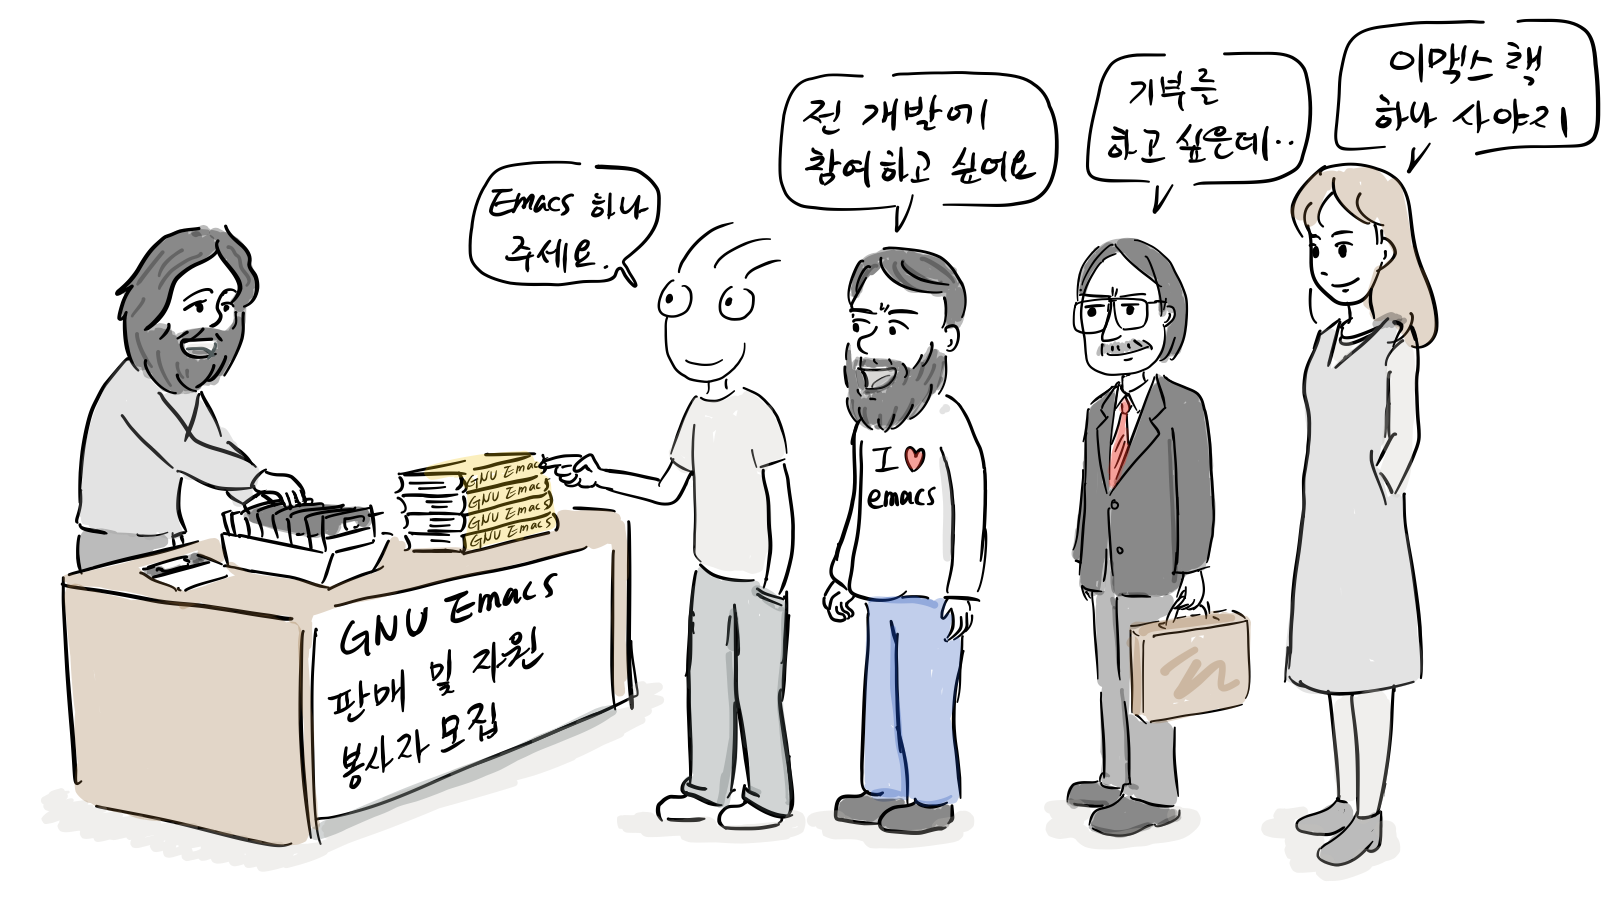 이맥스 책
하나 사야지
기부를
하고 싶은데..
전 개발에
참여하고 싶어요
Emacs 하나
주세요.
I ♥
emacs
GNU Emacs
GNU Emacs
GNU Emacs
GNU Emacs
GNU Emacs
판매 및 자원
봉사자 모집